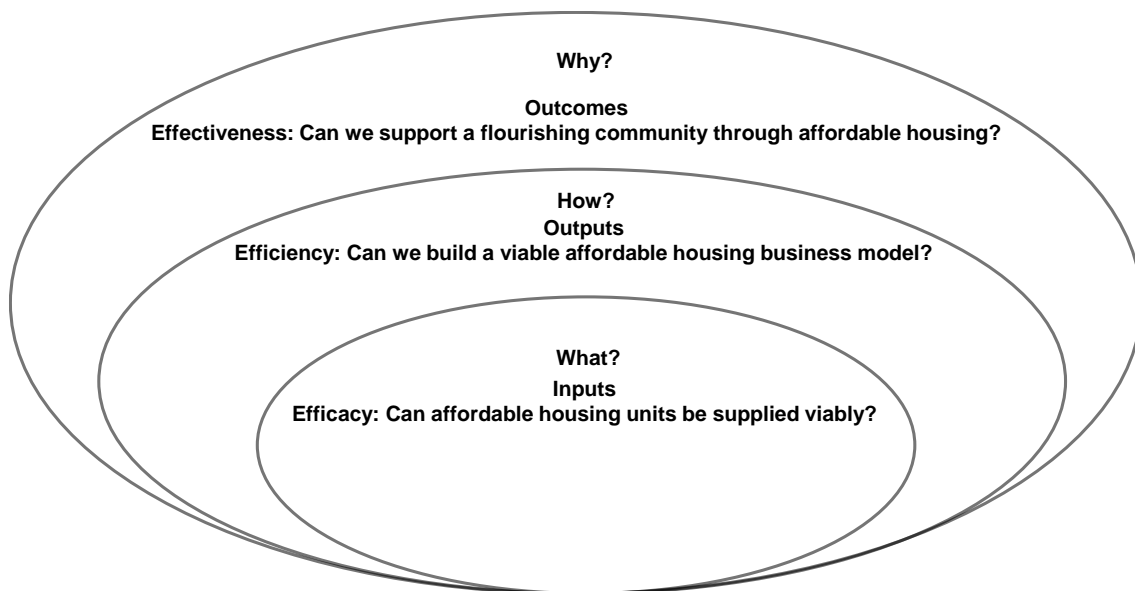 Why?
Outcomes
Effectiveness: Can we support a flourishing community through affordable housing?
How?
Outputs
Efficiency: Can we build a viable affordable housing business model?
What?
Inputs
Efficacy: Can affordable housing units be supplied viably?